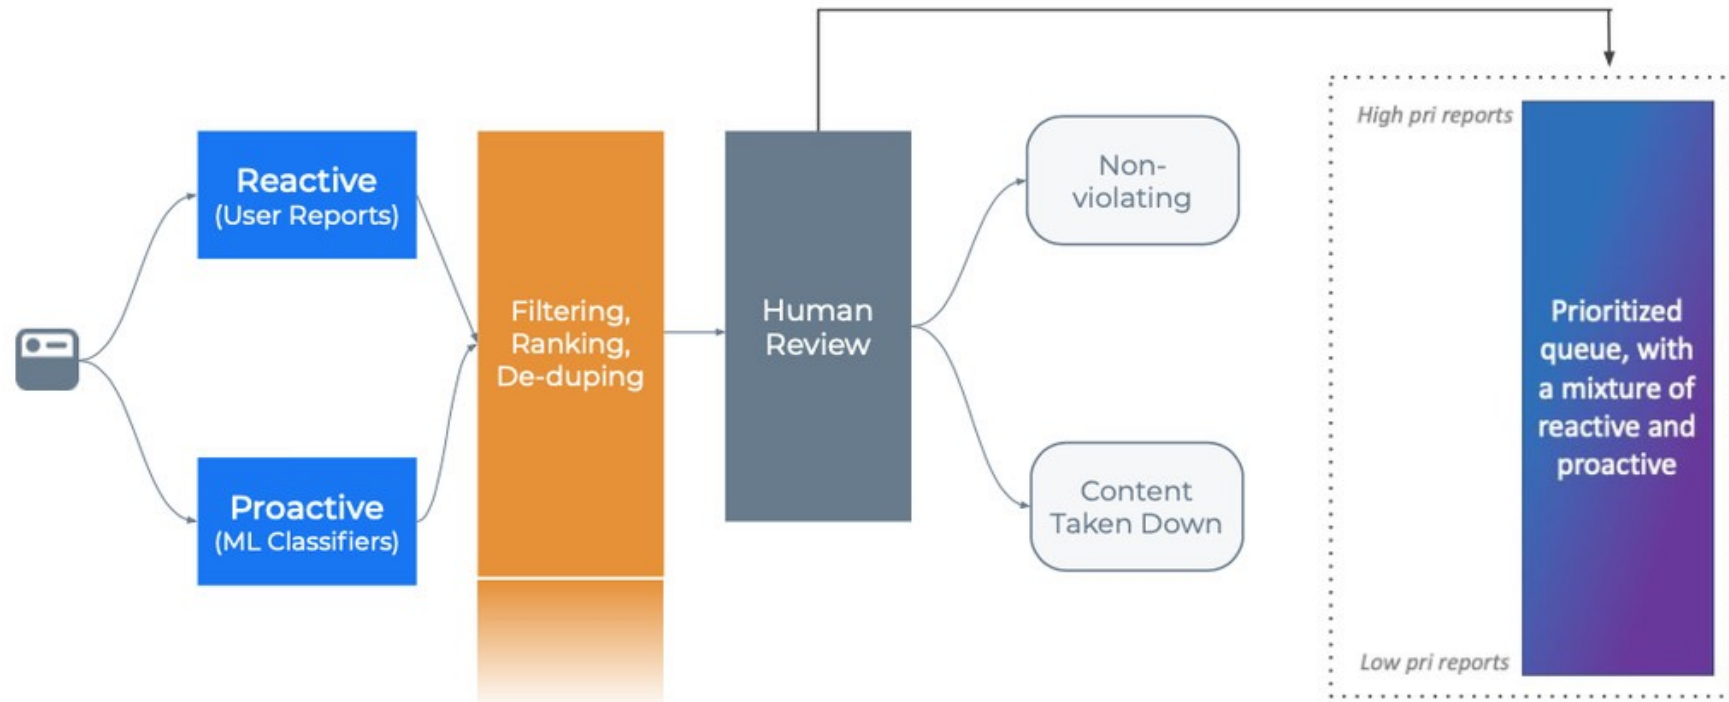 Reactive
(User Reports)
Proactive
(ML Classifiers)
Filtering,
Ranking,
De-duping
Human
Review
Non-
violating
Content
Taken Down
High pri reports
Prioritized
queue, with
a mixture of
reactive and
proactive
Low pri reports